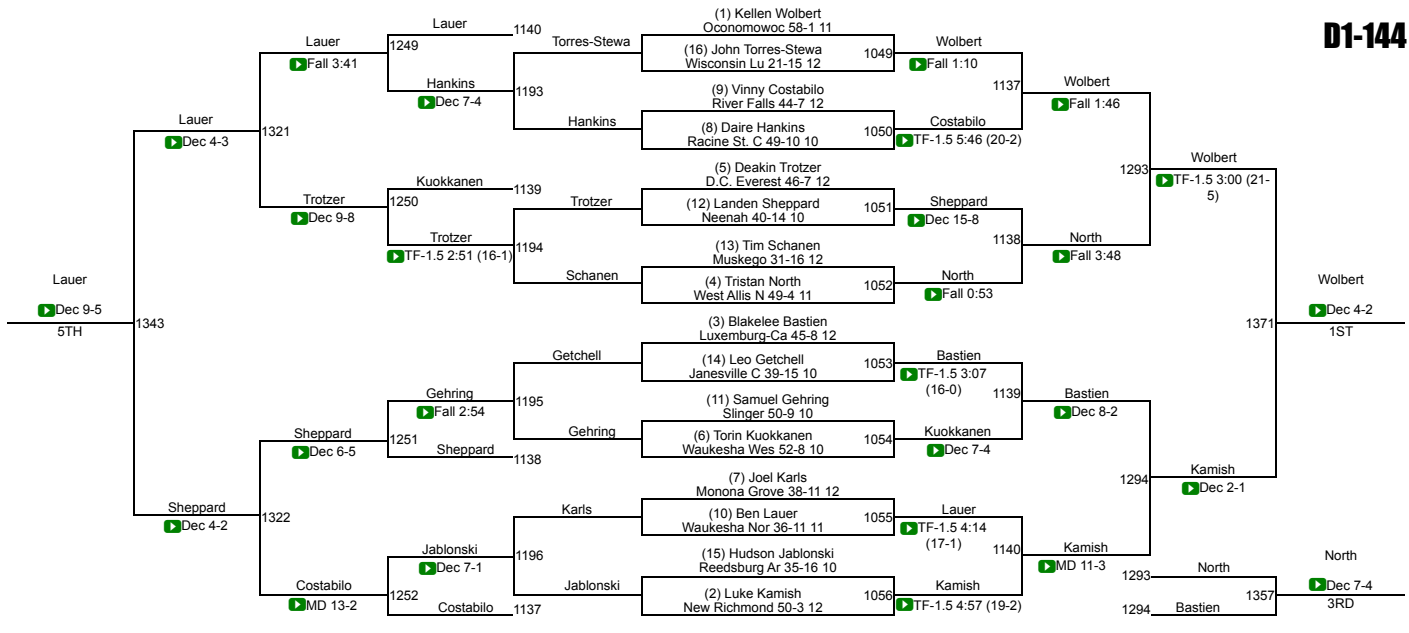 D1-144
Lauer
1140
Lauer
Fall 3:41
1249
Hankins
Dec 7-4
1193
Torres-Stewa
Hankins
Lauer
Dec 4-3
1321
Kuokkanen
1139
Trotzer
Dec 9-8
1250
Trotzer
TF-1.5 2:51 (16-1)
1194
Trotzer
Schanen
Lauer
Dec 9-5
5TH
1343
Getchell
Gehring
Fall 2:54
1195
Gehring
Sheppard
Dec 6-5
1251
Sheppard
1138
Sheppard
Dec 4-2
1322
Karls
Jablonski
Dec 7-1
1196
Jablonski
Costabilo
MD 13-2
1252
Costabilo
1137
(1) Kellen Wolbert
Oconomowoc 58-1 11
(16) John Torres-Stewa
Wisconsin Lu 21-15 12
1049
(9) Vinny Costabilo
River Falls 44-7 12
(8) Daire Hankins
Racine St. C 49-10 10
1050
(5) Deakin Trotzer
D.C. Everest 46-7 12
(12) Landen Sheppard
Neenah 40-14 10
1051
(13) Tim Schanen
Muskego 31-16 12
(4) Tristan North
West Allis N 49-4 11
1052
(3) Blakelee Bastien
Luxemburg-Ca 45-8 12
(14) Leo Getchell
Janesville C 39-15 10
1053
(11) Samuel Gehring
Slinger 50-9 10
(6) Torin Kuokkanen
Waukesha Wes 52-8 10
1054
(7) Joel Karls
Monona Grove 38-11 12
(10) Ben Lauer
Waukesha Nor 36-11 11
1055
(15) Hudson Jablonski
Reedsburg Ar 35-16 10
(2) Luke Kamish
New Richmond 50-3 12
1056
Wolbert
Fall 1:10
1137
Costabilo
TF-1.5 5:46 (20-2)
Wolbert
Fall 1:46
Sheppard
Dec 15-8
1138
North
Fall 0:53
North
Fall 3:48
1293
Wolbert
TF-1.5 3:00 (21-
5)
Bastien
TF-1.5 3:07
(16-0)
1139
Kuokkanen
Dec 7-4
Bastien
Dec 8-2
Lauer
TF-1.5 4:14
(17-1)
1140
Kamish
TF-1.5 4:57 (19-2)
Kamish
MD 11-3
1294
Kamish
Dec 2-1
1371
Wolbert
Dec 4-2
1ST
1293
North
1294
Bastien
1357
North
Dec 7-4
3RD